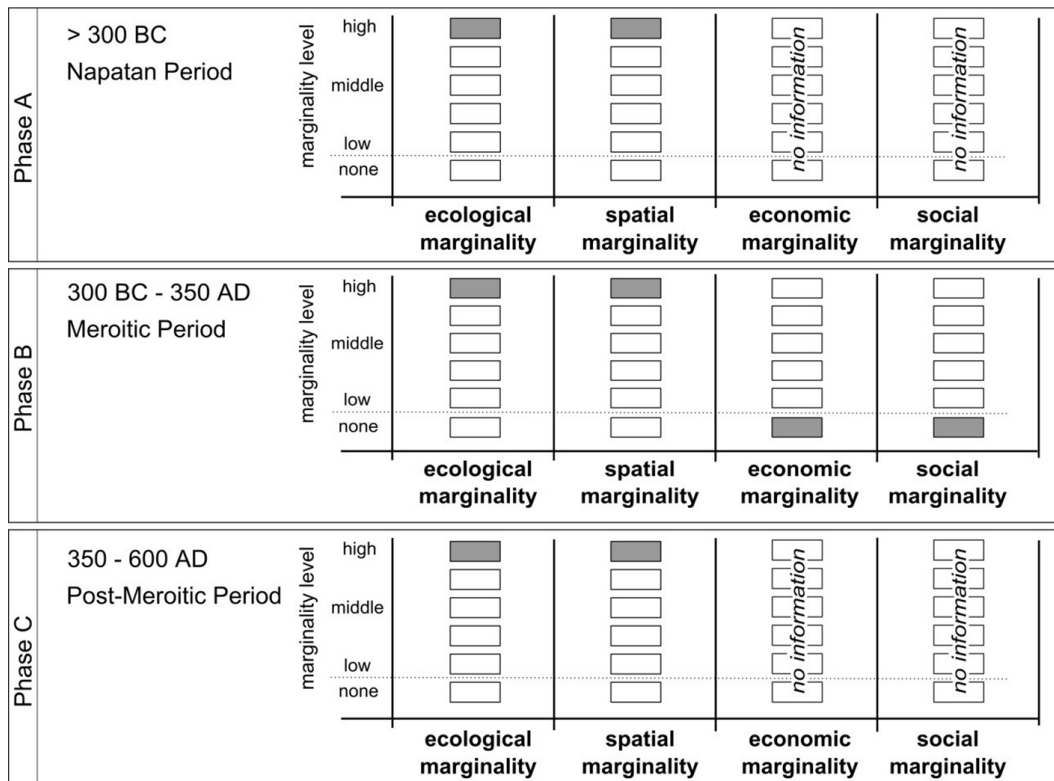 Phase A
> 300 BC
Napatan Period
marginality level
high
middle
low
none
no information
no information
ecological marginality
spatial marginality
economic marginality
social marginality
Phase B
300 BC - 350 AD
Meroitic Period
marginality level
high
middle
low
none
ecological marginality
spatial marginality
economic marginality
social marginality
Phase C
350 - 600 AD
Post-Meroitic Period
marginality level
high
middle
low
none
no information
no information
ecological marginality
spatial marginality
economic marginality
social marginality